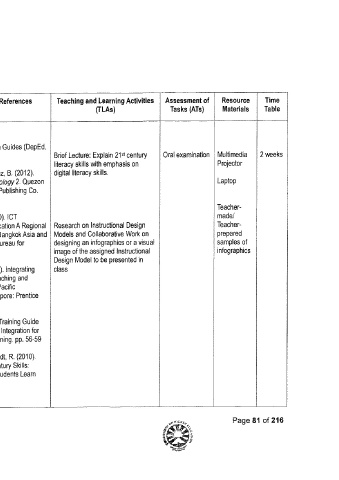 References
Teaching and Learning Activities
(TLAs)
Assessment of
Tasks (ATs)
Resource
Materials
Time
Table
Guides (DepEd.
z, B. (2012).
ology 2. Quezon
Publishing Co.
0). ICT
cation A Regional
Bangkok Asia and
ureau for
). Integrating
aching and
Pacific
pore: Prentice
Training Guide
Integration for
ning. pp. 56-59
dt, R. (2010).
tury Skills:
udents Learn
Brief Lecture: Explain 21st century
literacy skills with emphasis on
digital literacy skills.
Research on Instructional Design
Models and Collaborative Work on
designing an infographics or a visual
image of the assigned Instructional
Design Model to be presented in
class
Oral examination
Multimedia
Projector
Laptop
Teacher-
made/
Teacher-
prepared
samples of
infographics
2 weeks
Page 81 of 216